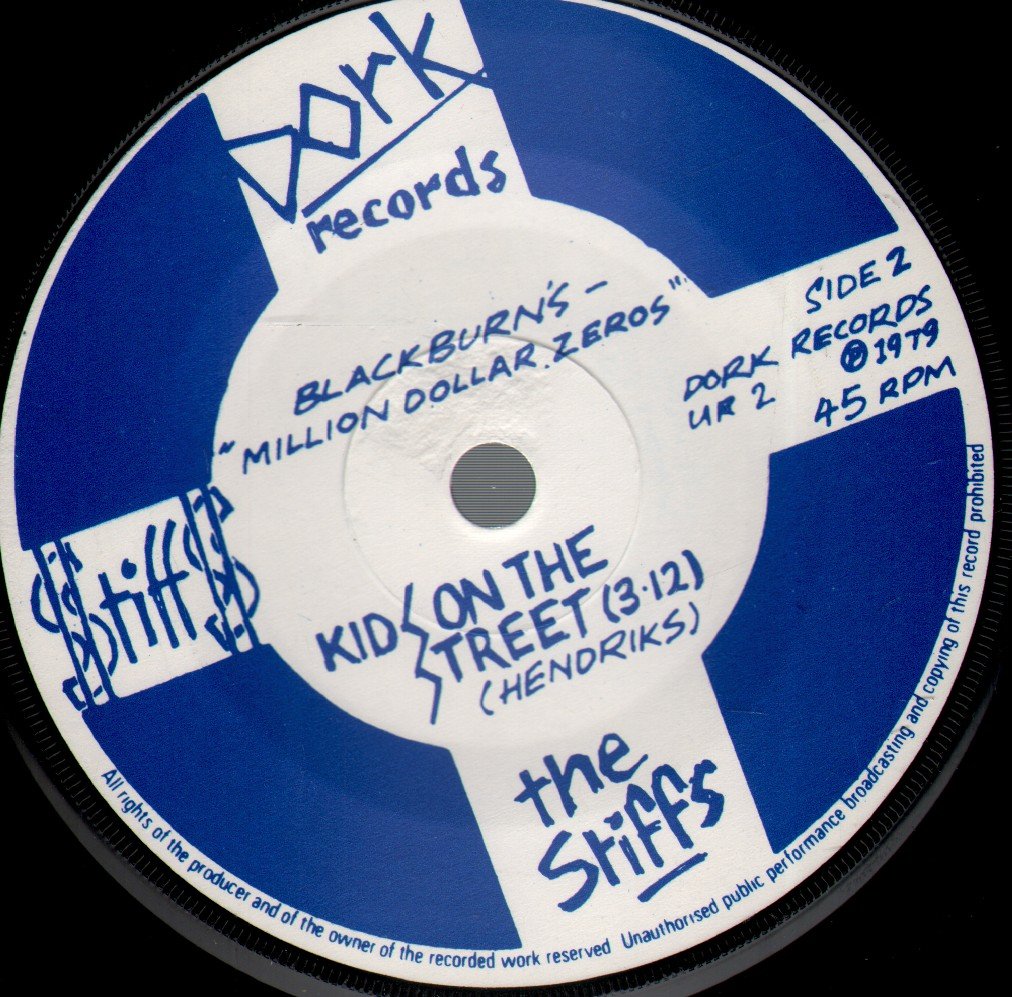 Dork
records
BLACKBURN'S –
"MILLION DOLLAR ZEROS"
SIDE 2
DORK RECORDS
UR 2 ℗ 1979
45 RPM
$tiff$
KIDS ON THE
STREET (3·12)
(HENDRIKS)
the
Stiffs
All rights of the producer and of the owner of the recorded work reserved Unauthorised public performance broadcasting and copying of this record prohibited